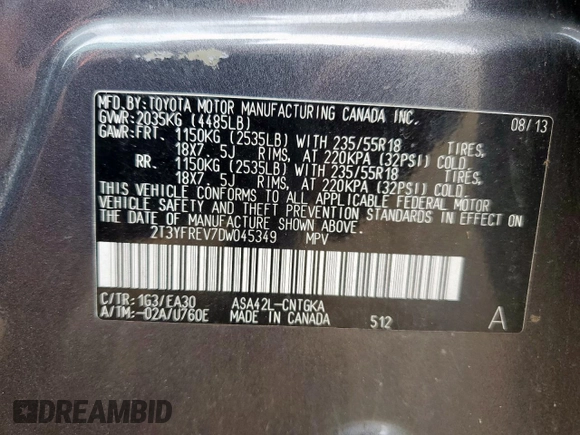 MFD.BY: TOYOTA MOTOR MANUFACTURING CANADA INC.
GVWR: 2035KG (4485LB) 08/13
GAWR: FRT. 1150KG (2535LB) WITH 235/55R18 TIRES,
18X7 5J RIMS, AT 220KPA (32PSI) COLD.
RR. 1150KG (2535LB) WITH 235/55R18 TIRES,
18X7 5J RIMS, AT 220KPA (32PSI) COLD.
THIS VEHICLE CONFORMS TO ALL APPLICABLE FEDERAL MOTOR
VEHICLE SAFETY AND THEFT PREVENTION STANDARDS IN EFFECT ON
THE DATE OF MANUFACTURE SHOWN ABOVE.
2T3YFREV7DW045349 MPV
C/TR: 1G3/EA30 ASA42L-CNTGKA
A/TM: -02A/U760E MADE IN CANADA 512 A
DREAMBID